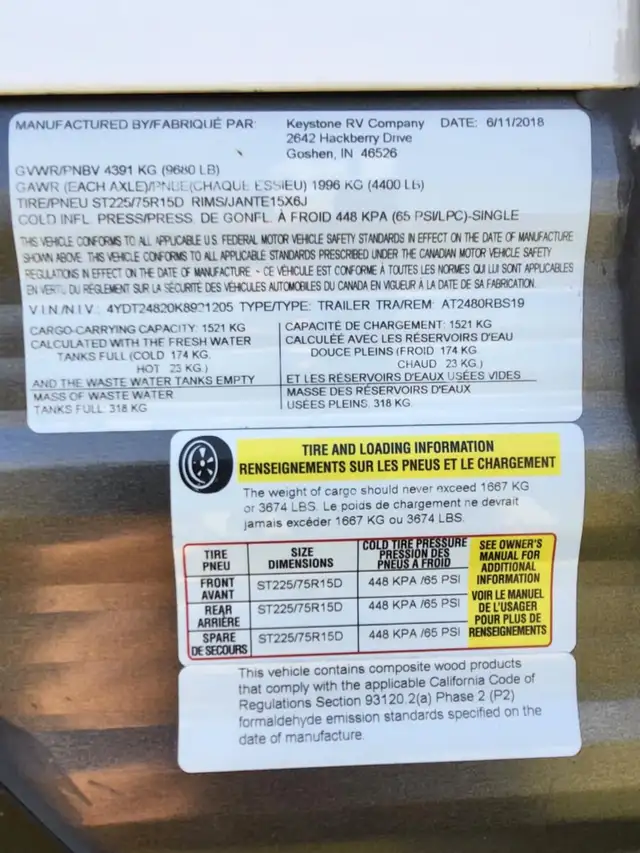 MANUFACTURED BY/FABRIQUÉ PAR: Keystone RV Company DATE: 6/11/2018
2642 Hackberry Drive
Goshen, IN 46526
GVWR/PNBV 4391 KG (9680 LB)
GAWR (EACH AXLE)/PNBE(CHAQUE ESSIEU) 1996 KG (4400 LB)
TIRE/PNEU ST225/75R15D RIMS/JANTE15X6J
COLD INFL. PRESS/PRESS. DE GONFL. À FROID 448 KPA (65 PSI/LPC)-SINGLE
THIS VEHICLE CONFORMS TO ALL APPLICABLE U.S. FEDERAL MOTOR VEHICLE SAFETY STANDARDS IN EFFECT ON THE DATE OF MANUFACTURE
SHOWN ABOVE. THIS VEHICLE CONFORMS TO ALL APPLICABLE STANDARDS PRESCRIBED UNDER THE CANADIAN MOTOR VEHICLE SAFETY
REGULATIONS IN EFFECT ON THE DATE OF MANUFACTURE - CE VÉHICULE EST CONFORME À TOUTES LES NORMES QUI LUI SONT APPLICABLES
EN VERTU DU RÈGLEMENT SUR LA SÉCURITÉ DES VÉHICULES AUTOMOBILES DU CANADA EN VIGUEUR À LA DATE DE SA FABRICATION.
V.I.N/N.I.V.: 4YDT24820K8921205 TYPE/TYPE: TRAILER TRA/REM: AT2480RBS19
CARGO-CARRYING CAPACITY: 1521 KG
CALCULATED WITH THE FRESH WATER
TANKS FULL (COLD 174 KG.
HOT 23 KG.)
AND THE WASTE WATER TANKS EMPTY
MASS OF WASTE WATER
TANKS FULL: 318 KG
CAPACITÉ DE CHARGEMENT: 1521 KG
CALCULÉE AVEC LES RÉSERVOIRS D'EAU
DOUCE PLEINS (FROID 174 KG.
CHAUD 23 KG.)
ET LES RÉSERVOIRS D'EAUX USÉES VIDES
MASSE DES RÉSERVOIRS D'EAUX
USÉES PLEINS: 318 KG.
TIRE AND LOADING INFORMATION
RENSEIGNEMENTS SUR LES PNEUS ET LE CHARGEMENT
The weight of cargo should never exceed 1667 KG
or 3674 LBS. Le poids de chargement ne devrait
jamais excéder 1667 KG ou 3674 LBS.
TIRE
PNEU
SIZE
DIMENSIONS
COLD TIRE PRESSURE
PRESSION DES
PNEUS A FROID
FRONT
AVANT
ST225/75R15D 448 KPA /65 PSI
REAR
ARRIÈRE
ST225/75R15D 448 KPA /65 PSI
SPARE
DE SECOURS
ST225/75R15D 448 KPA /65 PSI
SEE OWNER'S
MANUAL FOR
ADDITIONAL
INFORMATION
VOIR LE MANUEL
DE L'USAGER
POUR PLUS DE
RENSEIGNEMENTS
This vehicle contains composite wood products
that comply with the applicable California Code of
Regulations Section 93120.2(a) Phase 2 (P2)
formaldehyde emission standards specified on the
date of manufacture.